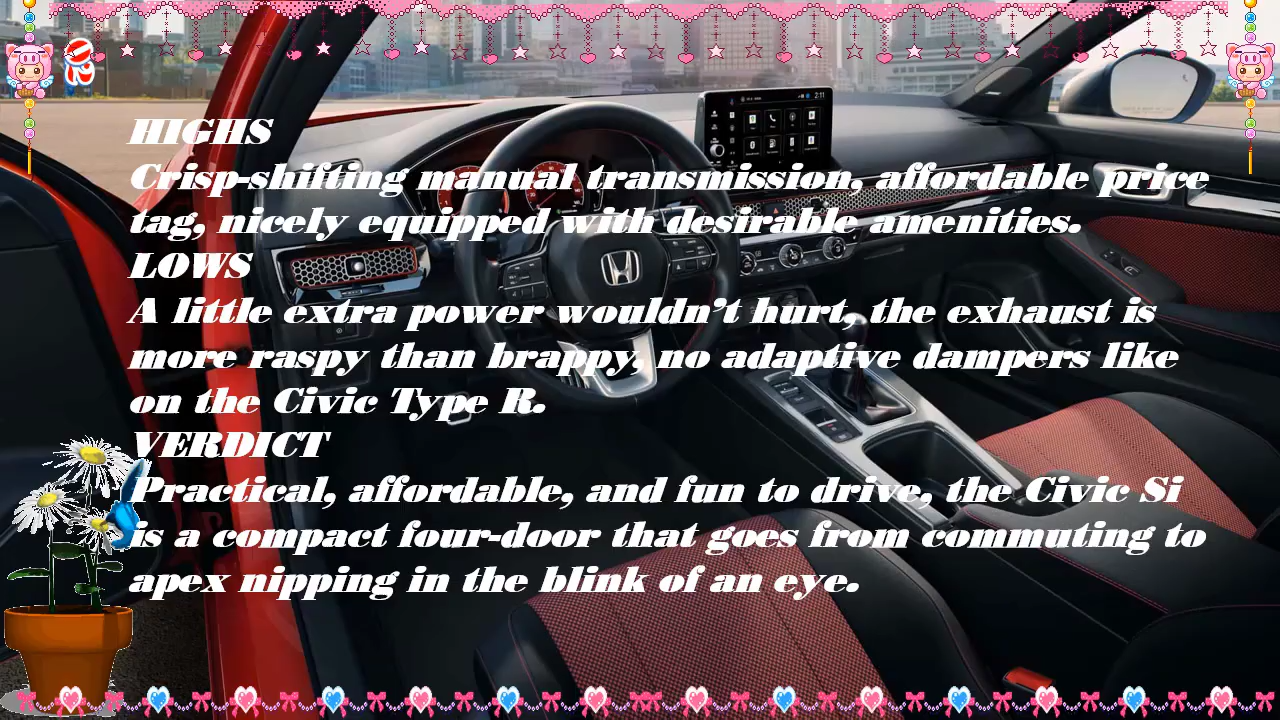 2:11
HIGHS
Crisp-shifting manual transmission, affordable price
tag, nicely equipped with desirable amenities.
LOWS
A little extra power wouldn't hurt, the exhaust is
more raspy than brappy, no adaptive dampers like
on the Civic Type R.
VERDICT
Practical, affordable, and fun to drive, the Civic Si
is a compact four-door that goes from commuting to
apex nipping in the blink of an eye.